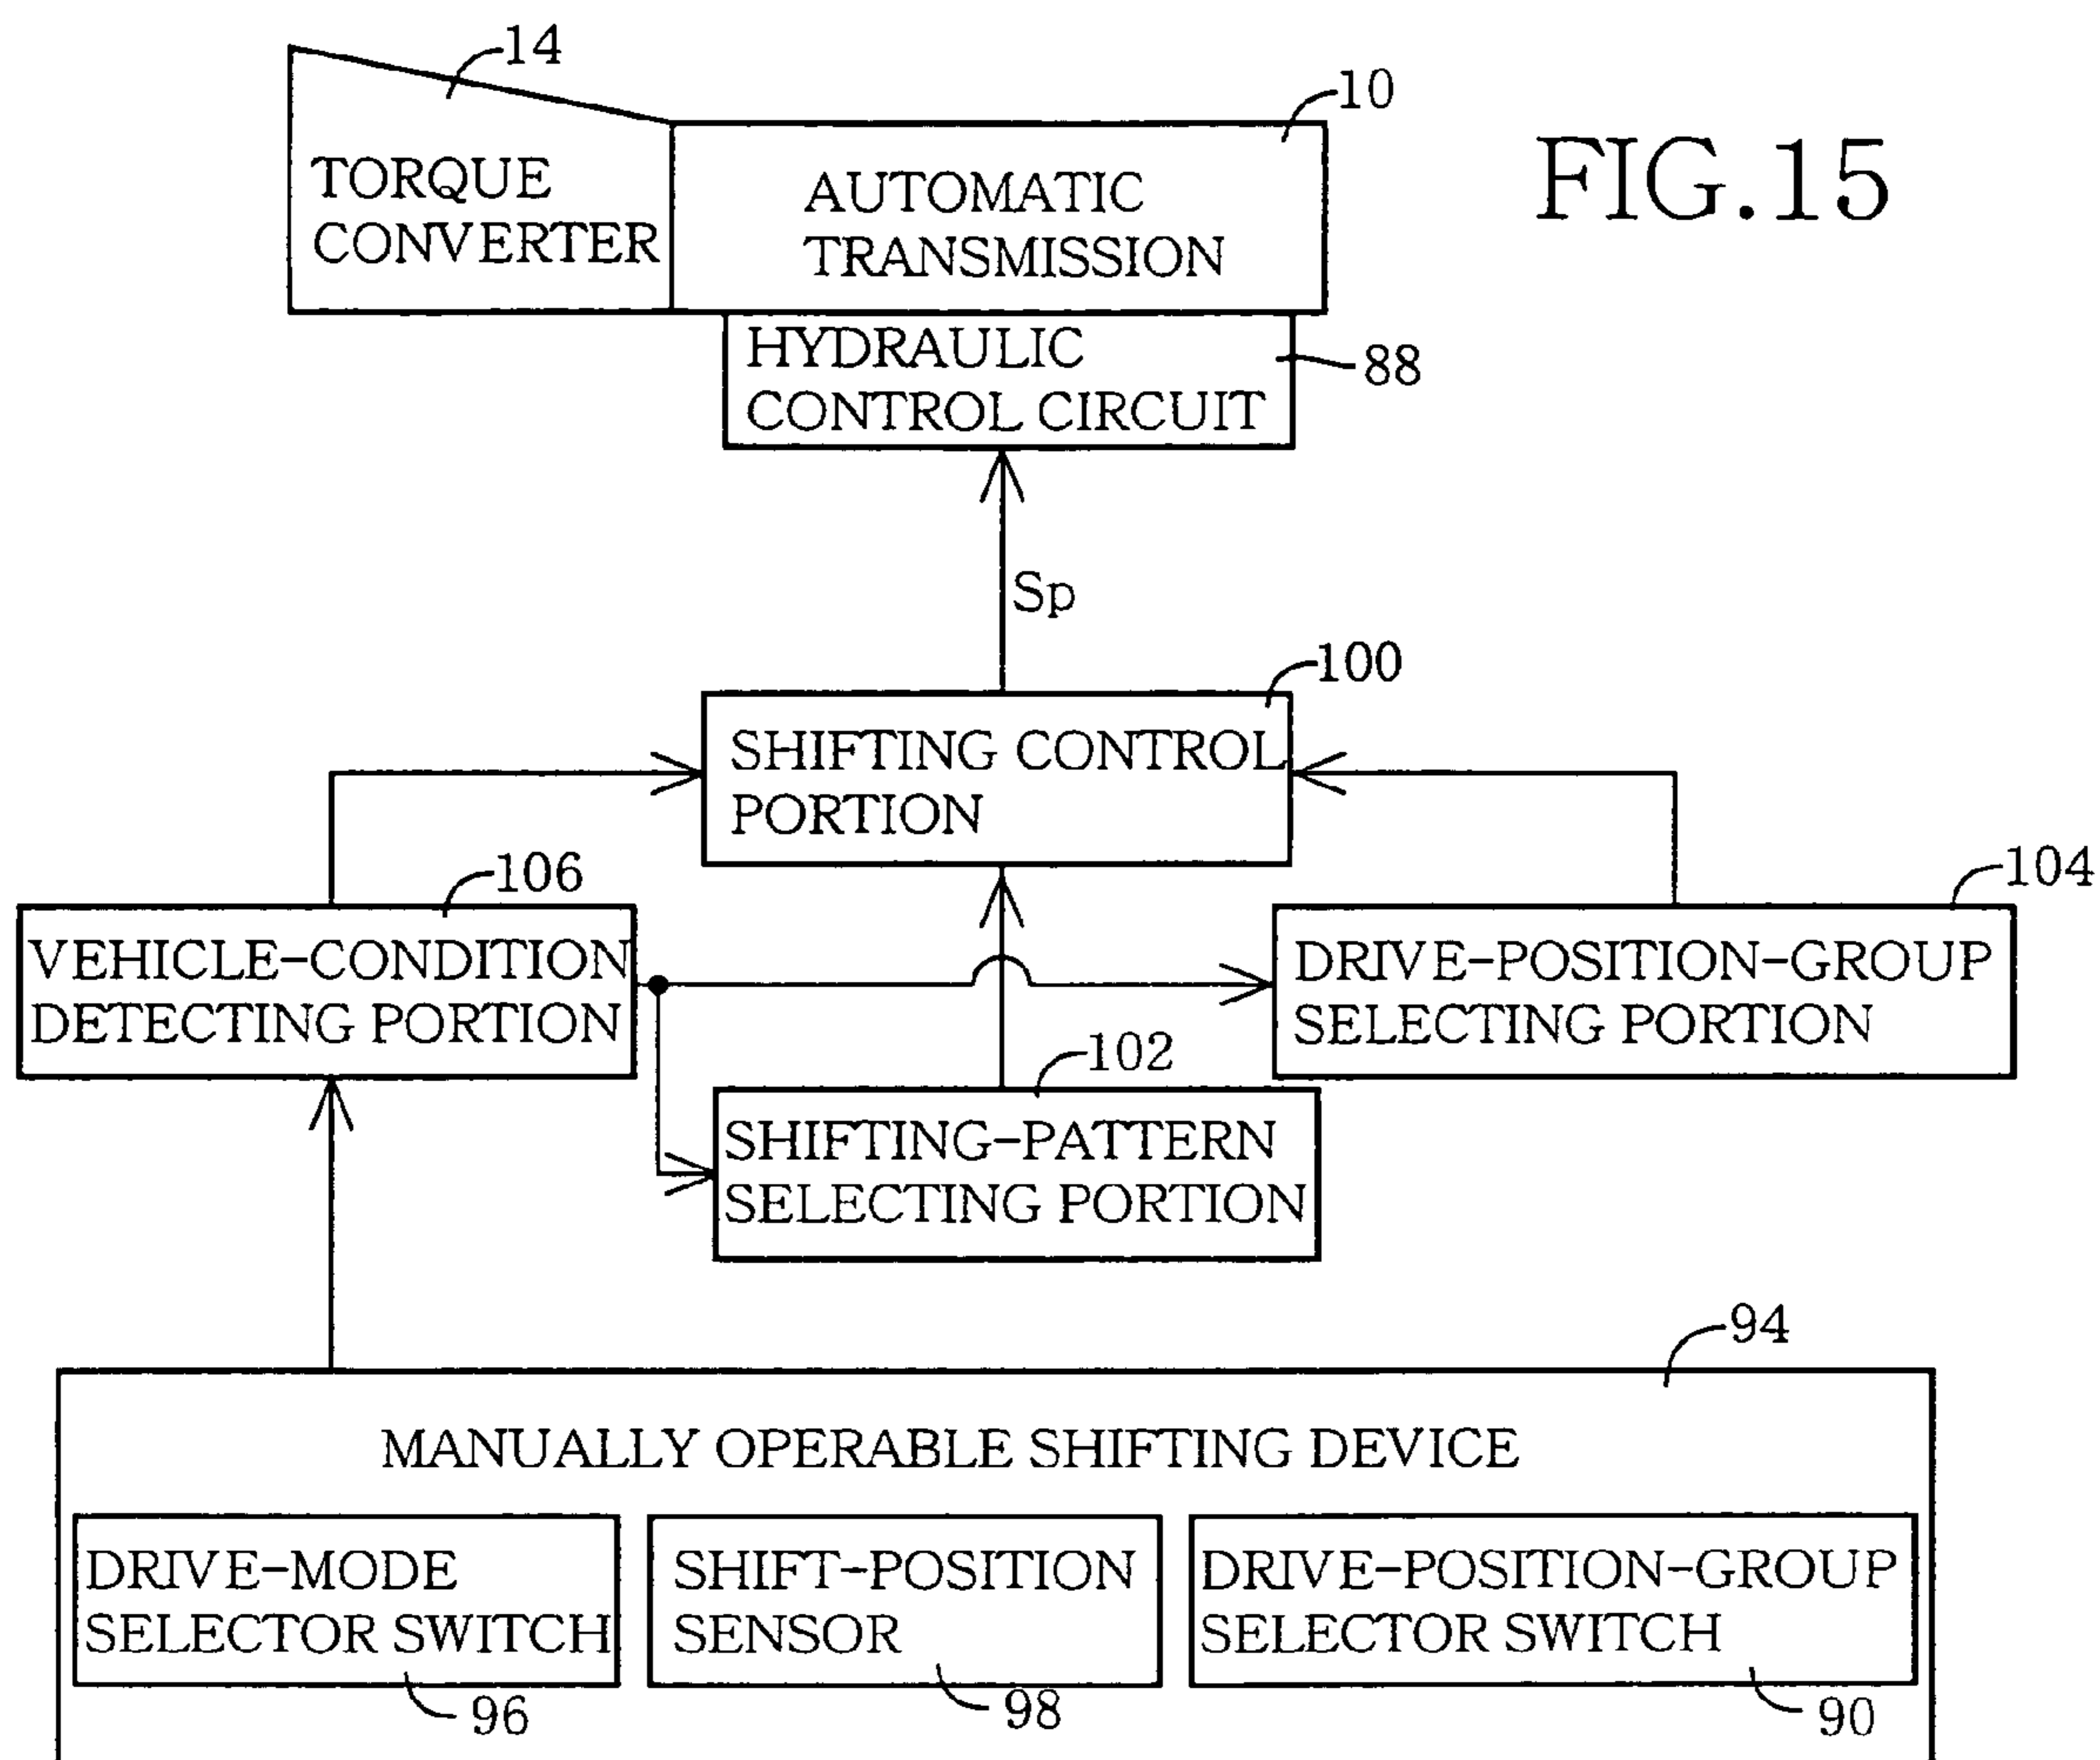 14
10
FIG.15
TORQUE
CONVERTER
AUTOMATIC
TRANSMISSION
HYDRAULIC
CONTROL CIRCUIT
88
Sp
100
SHIFTING CONTROL
PORTION
106
104
VEHICLE-CONDITION
DETECTING PORTION
DRIVE-POSITION-GROUP
SELECTING PORTION
102
SHIFTING-PATTERN
SELECTING PORTION
94
MANUALLY OPERABLE SHIFTING DEVICE
DRIVE-MODE
SELECTOR SWITCH
SHIFT-POSITION
SENSOR
DRIVE-POSITION-GROUP
SELECTOR SWITCH
96
98
90